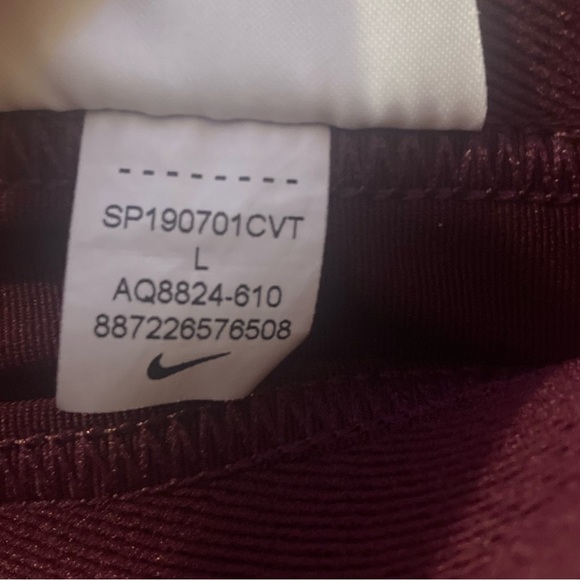 --------
SP190701CVT
L
AQ8824-610
887226576508